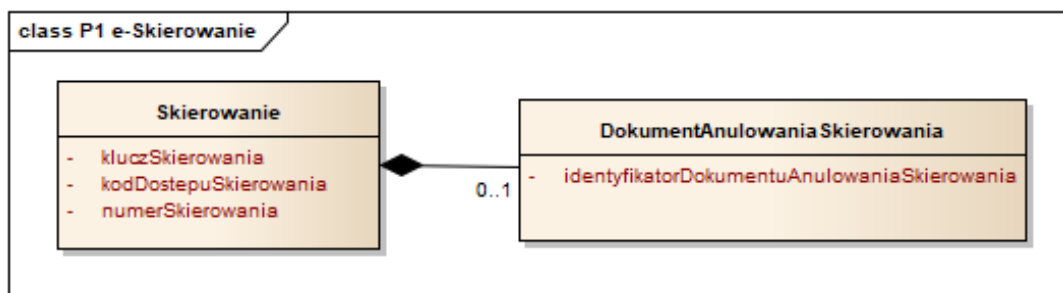 class P1 e-Skierowanie
Skierowanie
- kluczSkierowania
- kodDostepuSkierowania
- numerSkierowania
0..1
DokumentAnulowaniaSkierowania
- identyfikatorDokumentuAnulowaniaSkierowania